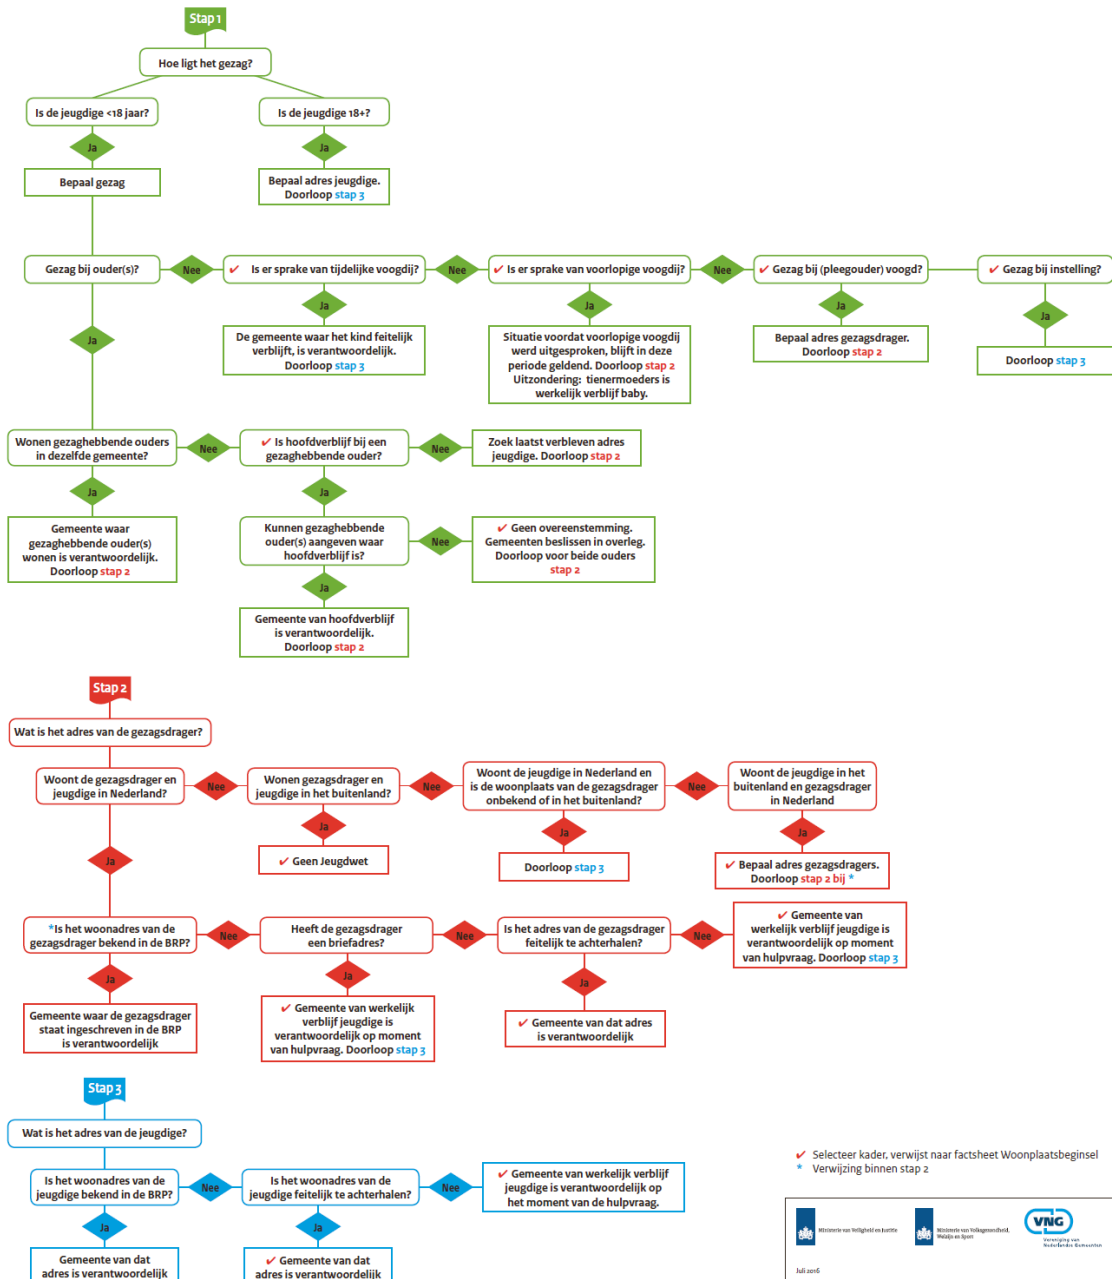 Stap 1
Hoe ligt het gezag?
Is de jeugdige <18 jaar?
Is de jeugdige 18+?
Ja
Ja
Bepaal gezag
Bepaal adres jeugdige.
Doorloop stap 3
Gezag bij ouder(s)?
Nee
✓ Is er sprake van tijdelijke voogdij?
Nee
✓ Is er sprake van voorlopige voogdij?
Nee
✓ Gezag bij (pleegouder) voogd?
✓ Gezag bij instelling?
Ja
Ja
Ja
Ja
Ja
De gemeente waar het kind feitelijk
verblijft, is verantwoordelijk.
Doorloop stap 3
Situatie voordat voorlopige voogdij
werd uitgesproken, blijft in deze
periode geldend. Doorloop stap 2
Uitzondering: tienermoeders is
werkelijk verblijf baby.
Bepaal adres gezagsdrager.
Doorloop stap 2
Doorloop stap 3
Wonen gezaghebbende ouders
in dezelfde gemeente?
Nee
✓ Is hoofdverblijf bij een
gezaghebbende ouder?
Nee
Zoek laatst verbleven adres
jeugdige. Doorloop stap 2
Ja
Ja
Gemeente waar
gezaghebbende ouder(s)
wonen is verantwoordelijk.
Doorloop stap 2
Kunnen gezaghebbende
ouder(s) aangeven waar
hoofdverblijf is?
Nee
✓ Geen overeenstemming.
Gemeenten beslissen in overleg.
Doorloop voor beide ouders
stap 2
Ja
Gemeente van hoofdverblijf
is verantwoordelijk.
Doorloop stap 2
Stap 2
Wat is het adres van de gezagsdrager?
Woont de gezagsdrager en
jeugdige in Nederland?
Nee
Wonen gezagsdrager en
jeugdige in het buitenland?
Nee
Woont de jeugdige in Nederland en
is de woonplaats van de gezagsdrager
onbekend of in het buitenland?
Nee
Woont de jeugdige in het
buitenland en gezagsdrager
in Nederland
Ja
Ja
Ja
Ja
✓ Geen Jeugdwet
Doorloop stap 3
✓ Bepaal adres gezagsdragers.
Doorloop stap 2 bij *
*Is het woonadres van de
gezagsdrager bekend in de BRP?
Nee
Heeft de gezagsdrager
een briefadres?
Nee
Is het adres van de gezagsdrager
feitelijk te achterhalen?
Nee
✓ Gemeente van
werkelijk verblijf jeugdige is
verantwoordelijk op moment
van hulpvraag. Doorloop stap 3
Ja
Ja
Ja
Gemeente waar de gezagsdrager
staat ingeschreven in de BRP
is verantwoordelijk
✓ Gemeente van werkelijk
verblijf jeugdige is
verantwoordelijk op moment
van hulpvraag. Doorloop stap 3
✓ Gemeente van dat adres
is verantwoordelijk
Stap 3
Wat is het adres van de jeugdige?
Is het woonadres van de
jeugdige bekend in de BRP?
Nee
Is het woonadres van de
jeugdige feitelijk te achterhalen?
Nee
✓ Gemeente van werkelijk verblijf
jeugdige is verantwoordelijk op
het moment van de hulpvraag.
Ja
Ja
Gemeente van dat
adres is verantwoordelijk
✓ Gemeente van dat
adres is verantwoordelijk
✓ Selecteer kader, verwijst naar factsheet Woonplaatsbeginsel
* Verwijzing binnen stap 2
Ministerie van Veiligheid en Justitie
Ministerie van Volksgezondheid,
Welzijn en Sport
VNG
Vereniging van
Nederlandse Gemeenten
Juli 2016